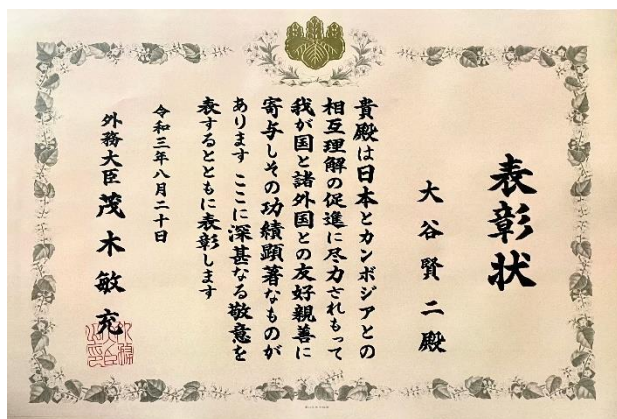 表彰状
大谷賢二殿
貴殿は日本とカンボジアとの
相互理解の促進に尽力されもって
我が国と諸外国との友好親善に
寄与しその功績顕著なものが
あります ここに深甚なる敬意を
表するとともに表彰します
令和三年八月二十日
外務大臣 茂木敏充